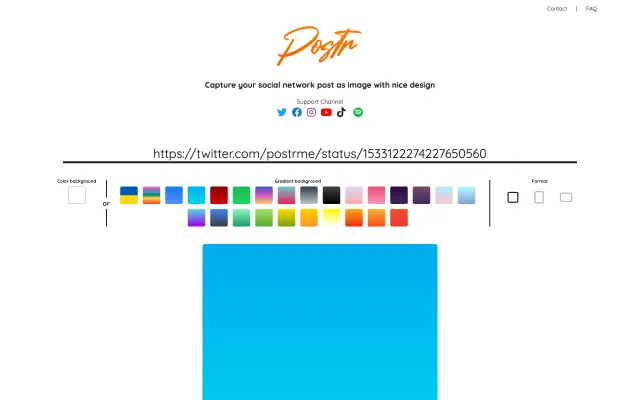 Contact | FAQ
Postr
Capture your social network post as image with nice design
Support Channel
https://twitter.com/postrme/status/1533122274227650560
Color background
or
Gradient background
Format